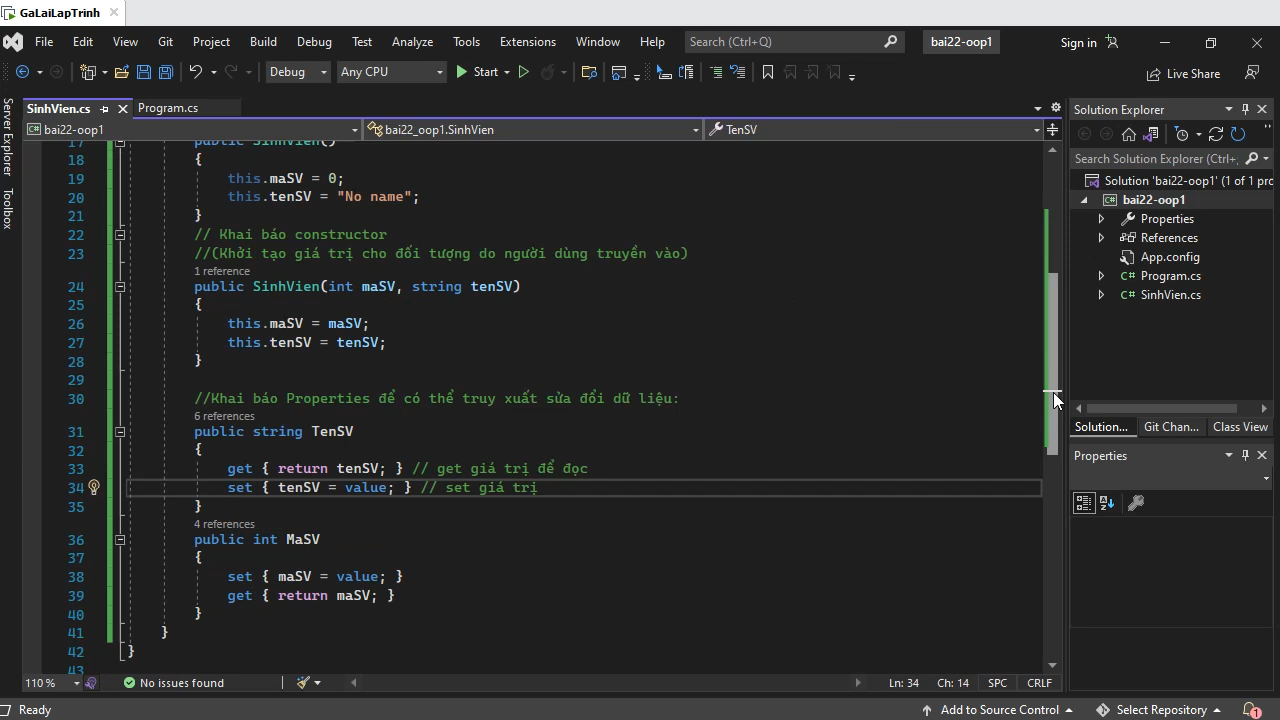 GaLaiLapTrinh
File Edit View Git Project Build Debug Test Analyze Tools Extensions Window Help Search (Ctrl+Q) bai22-oop1 Sign in
Debug Any CPU Start Live Share
Server Explorer
Toolbox
SinhVien.cs Program.cs
bai22-oop1 bai22_oop1.SinhVien TenSV
17 public SinhVien()
18 {
19 this.maSV = 0;
20 this.tenSV = "No name";
21 }
22 // Khai báo constructor
23 //(Khởi tạo giá trị cho đối tượng do người dùng truyền vào)
1 reference
24 public SinhVien(int maSV, string tenSV)
25 {
26 this.maSV = maSV;
27 this.tenSV = tenSV;
28 }
29
30 //Khai báo Properties để có thể truy xuất sửa đổi dữ liệu:
6 references
31 public string TenSV
32 {
33 get { return tenSV; } // get giá trị để đọc
34 set { tenSV = value; } // set giá trị
35 }
4 references
36 public int MaSV
37 {
38 set { maSV = value; }
39 get { return maSV; }
40 }
41 }
42 }
43
110 % No issues found Ln: 34 Ch: 14 SPC CRLF
Solution Explorer
Search Solution Explorer (Ctrl+;
Solution 'bai22-oop1' (1 of 1 pro
bai22-oop1
Properties
References
App.config
C# Program.cs
C# SinhVien.cs
Solution... Git Chan... Class View
Properties
Ready Add to Source Control Select Repository 1